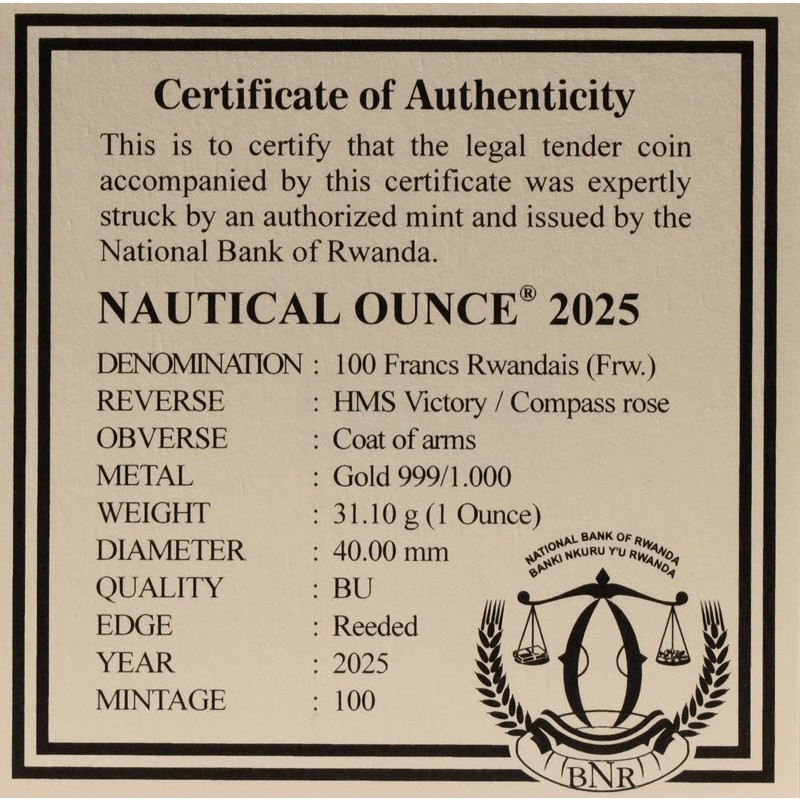 Certificate of Authenticity
This is to certify that the legal tender coin
accompanied by this certificate was expertly
struck by an authorized mint and issued by the
National Bank of Rwanda.
NAUTICAL OUNCE® 2025
DENOMINATION : 100 Francs Rwandais (Frw.)
REVERSE : HMS Victory / Compass rose
OBVERSE : Coat of arms
METAL : Gold 999/1.000
WEIGHT : 31.10 g (1 Ounce)
DIAMETER : 40.00 mm
QUALITY : BU
EDGE : Reeded
YEAR : 2025
MINTAGE : 100
NATIONAL BANK OF RWANDA
BANKI NKURU Y'U RWANDA
BNR